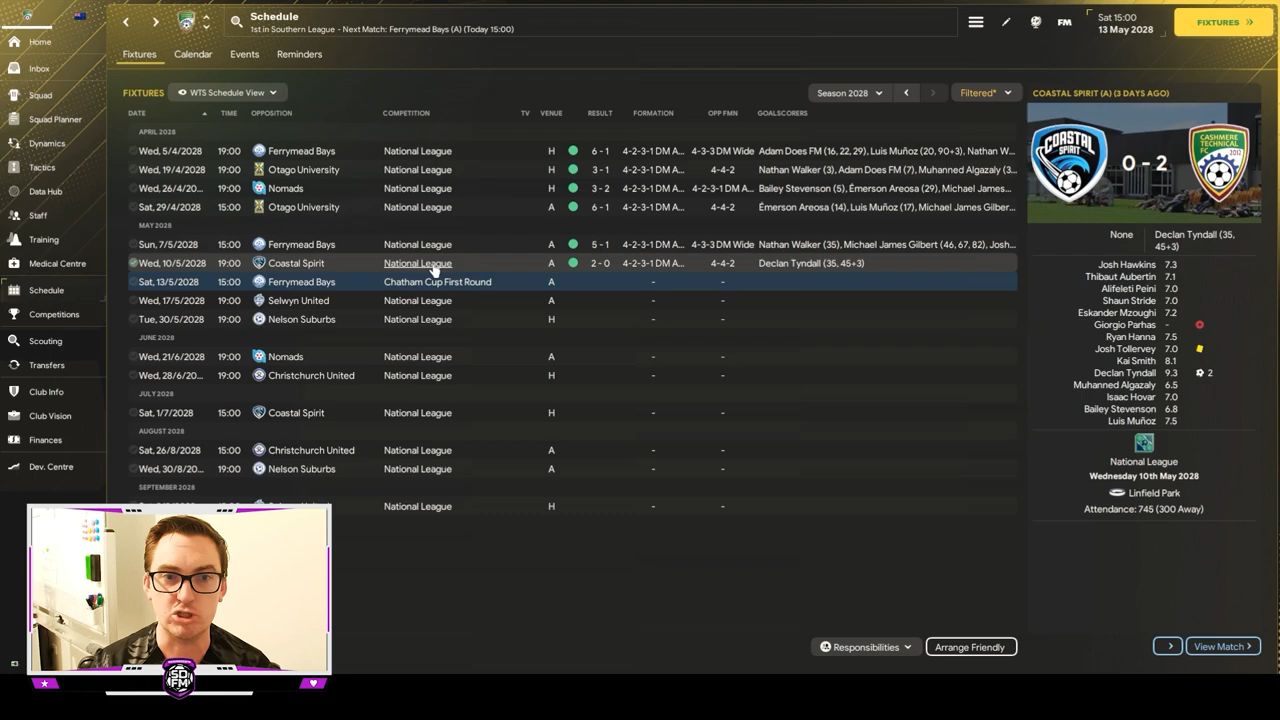 Schedule
1st in Southern League - Next Match: Ferrymead Bays (A) (Today 15:00)
FM
Sat 15:00
13 May 2028
FIXTURES
Home
Inbox
Squad
Squad Planner
Dynamics
Tactics
Data Hub
Staff
Training
Medical Centre
Schedule
Competitions
Scouting
Transfers
Club Info
Club Vision
Finances
Dev. Centre
Fixtures Calendar Events Reminders
FIXTURES WTS Schedule View Season 2028 Filtered*
DATE TIME OPPOSITION COMPETITION TV VENUE RESULT FORMATION OPP FMN GOALSCORERS
APRIL 2028
Wed, 5/4/2028 19:00 Ferrymead Bays National League H 6 - 1 4-2-3-1 DM A... 4-3-3 DM Wide Adam Does FM (16, 22, 29), Luis Muñoz (20, 90+3), Nathan W...
Wed, 19/4/2028 19:00 Otago University National League H 3 - 1 4-2-3-1 DM A... 4-4-2 Nathan Walker (3), Adam Does FM (7), Muhanned Algazaly (3...
Wed, 26/4/20... 19:00 Nomads National League H 3 - 2 4-2-3-1 DM A... 4-2-3-1 DM A... Bailey Stevenson (5), Émerson Areosa (29), Michael James...
Sat, 29/4/2028 15:00 Otago University National League A 6 - 1 4-2-3-1 DM A... 4-4-2 Émerson Areosa (14), Luis Muñoz (17), Michael James Gilber...
MAY 2028
Sun, 7/5/2028 15:00 Ferrymead Bays National League A 5 - 1 4-2-3-1 DM A... 4-3-3 DM Wide Nathan Walker (35), Michael James Gilbert (46, 67, 82), Josh...
Wed, 10/5/2028 19:00 Coastal Spirit National League A 2 - 0 4-2-3-1 DM A... 4-4-2 Declan Tyndall (35, 45+3)
Sat, 13/5/2028 15:00 Ferrymead Bays Chatham Cup First Round A - -
Wed, 17/5/2028 19:00 Selwyn United National League A - -
Tue, 30/5/2028 19:00 Nelson Suburbs National League H - -
JUNE 2028
Wed, 21/6/2028 19:00 Nomads National League A - -
Wed, 28/6/20... 19:00 Christchurch United National League H - -
JULY 2028
Sat, 1/7/2028 15:00 Coastal Spirit National League H - -
AUGUST 2028
Sat, 26/8/2028 15:00 Christchurch United National League A - -
Wed, 30/8/20... 19:00 Nelson Suburbs National League A - -
SEPTEMBER 2028
National League H - -
Responsibilities Arrange Friendly
COASTAL SPIRIT (A) (3 DAYS AGO)
COASTAL SPIRIT
0 - 2
CASHMERE TECHNICAL
2012
None Declan Tyndall (35, 45+3)
Josh Hawkins 7.3
Thibaut Aubertin 7.1
Alifeleti Peini 7.0
Shaun Stride 7.0
Eskander Mzoughi 7.2
Giorgio Parhas -
Ryan Hanna 7.5
Josh Tollervey 7.0
Kai Smith 8.1
Declan Tyndall 9.3 2
Muhanned Algazaly 6.5
Isaac Hovar 7.0
Bailey Stevenson 6.8
Luis Muñoz 7.5
National League
Wednesday 10th May 2028
Linfield Park
Attendance: 745 (300 Away)
View Match
SD
FM